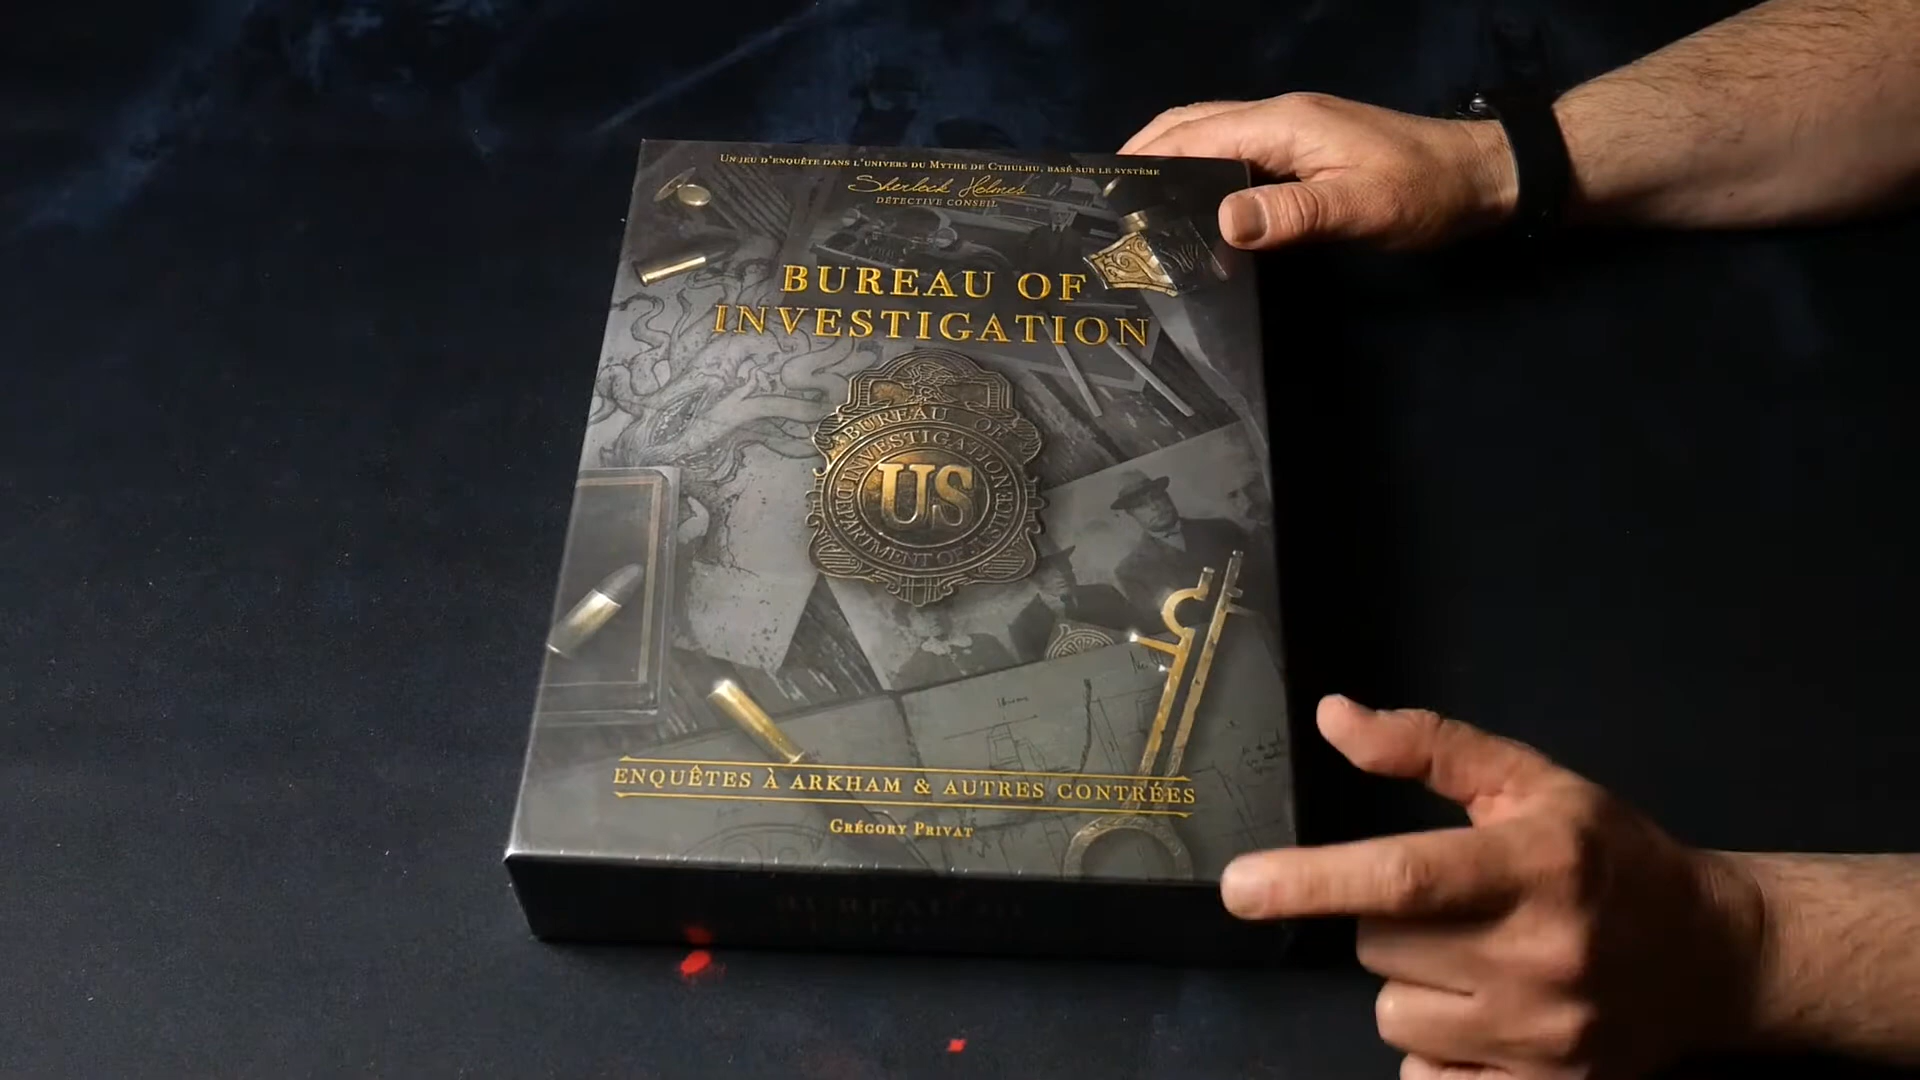 UN JEU D'ENQUÊTE DANS L'UNIVERS DU MYTHE DE CTHULHU, BASÉ SUR LE SYSTÈME
Sherlock Holmes
DÉTECTIVE CONSEIL
BUREAU OF
INVESTIGATION
BUREAU OF
INVESTIGATION
US
DEPARTMENT OF JUSTICE
ENQUÊTES À ARKHAM & AUTRES CONTRÉES
GRÉGORY PRIVAT